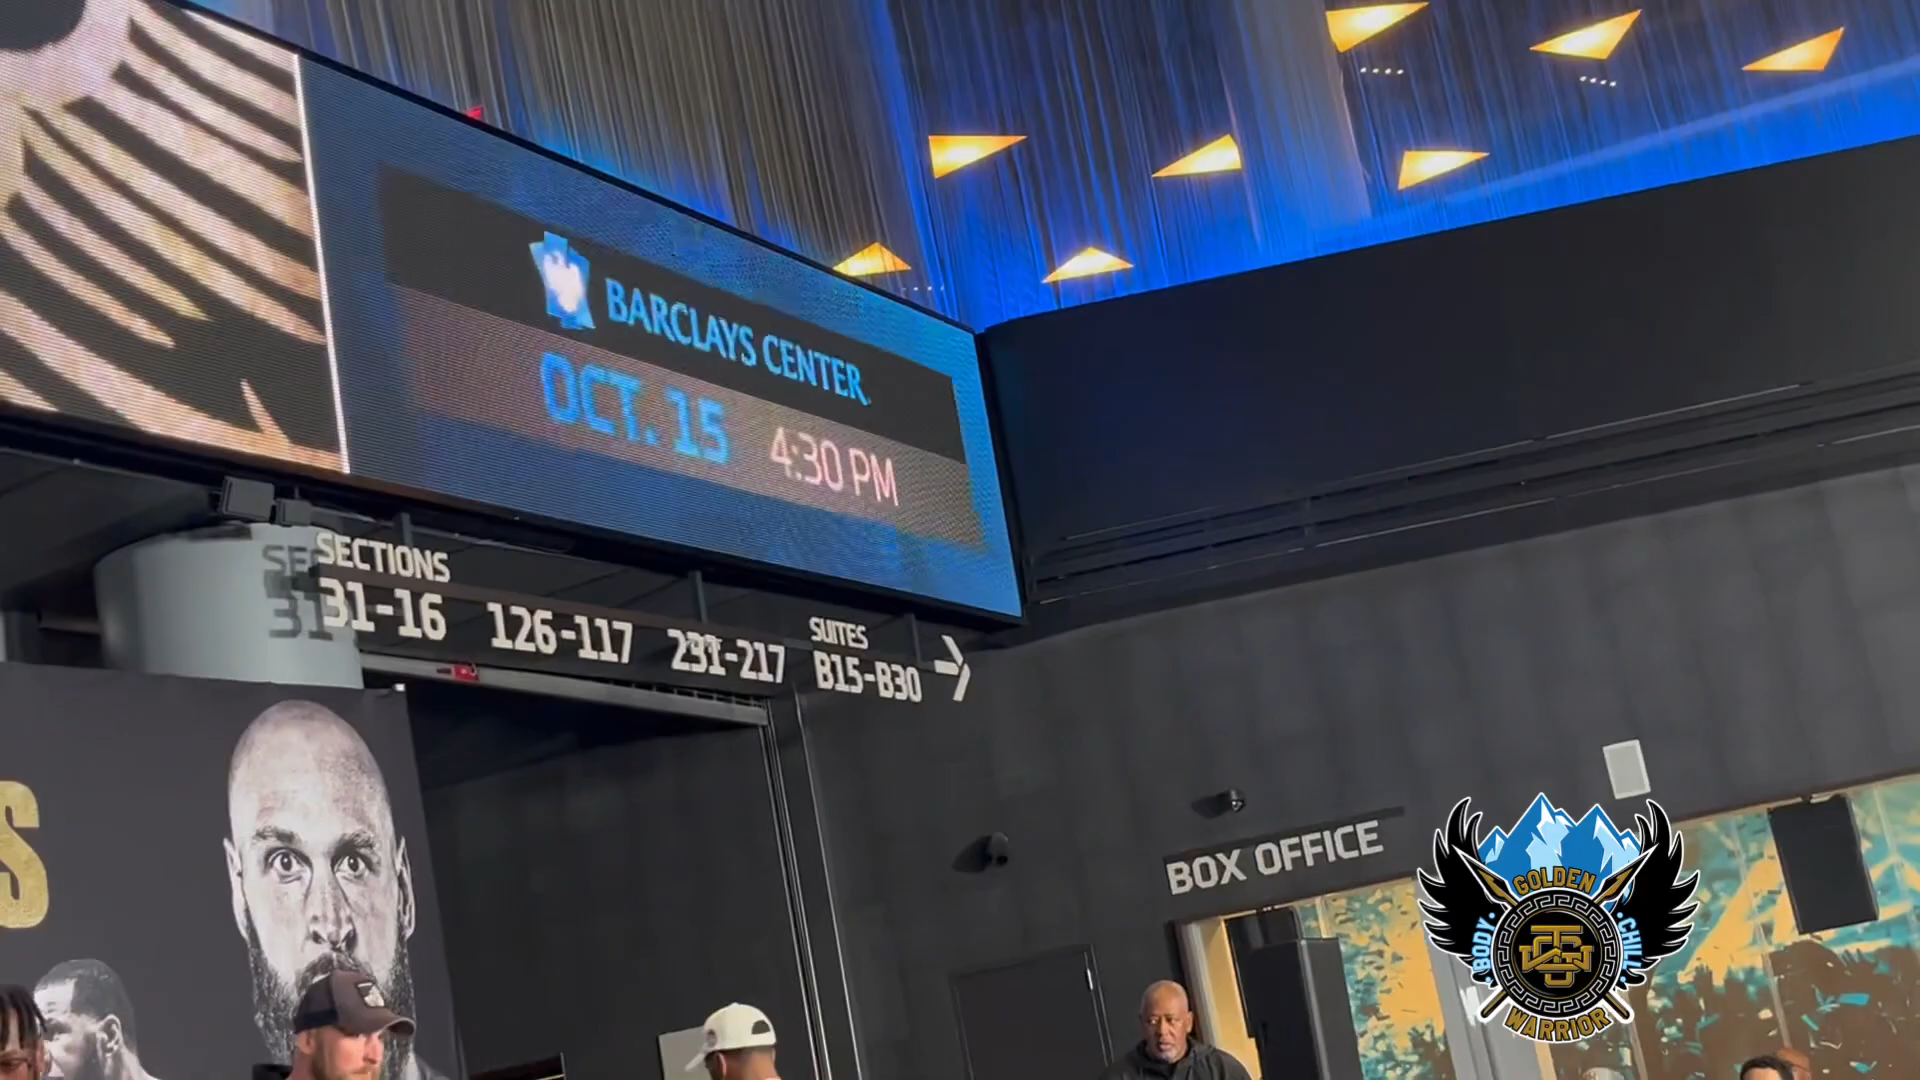 BARCLAYS CENTER
OCT. 15 4:30 PM
SECTIONS
31-16 126-117 231-217
SUITES
B15-B30
S
BOX OFFICE
GOLDEN
BODY
CHILL
WARRIOR